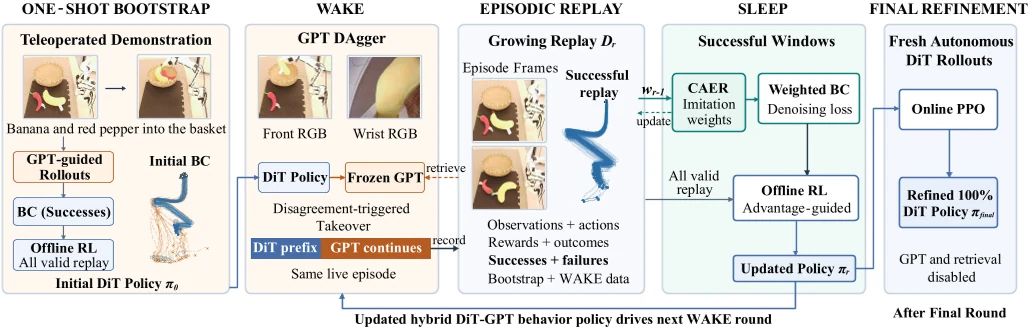 ONE-SHOT BOOTSTRAP
Teleoperated Demonstration
Banana and red pepper into the basket
GPT-guided
Rollouts
Initial BC
BC (Successes)
Offline RL
All valid replay
Initial DiT Policy π₀
WAKE
GPT DAgger
Front RGB
Wrist RGB
DiT Policy
Frozen GPT
retrieve
Disagreement-triggered
Takeover
DiT prefix
GPT continues
record
Same live episode
EPISODIC REPLAY
Growing Replay Dᵣ
Episode Frames
Successful
replay
Observations + actions
Rewards + outcomes
Successes + failures
Bootstrap + WAKE data
SLEEP
Successful Windows
wᵣ₋₁
update
CAER
Imitation
weights
Weighted BC
Denoising loss
All valid
replay
Offline RL
Advantage-guided
Updated Policy πᵣ
FINAL REFINEMENT
Fresh Autonomous
DiT Rollouts
Online PPO
Refined 100%
DiT Policy π_final
GPT and retrieval
disabled
After Final Round
Updated hybrid DiT-GPT behavior policy drives next WAKE round